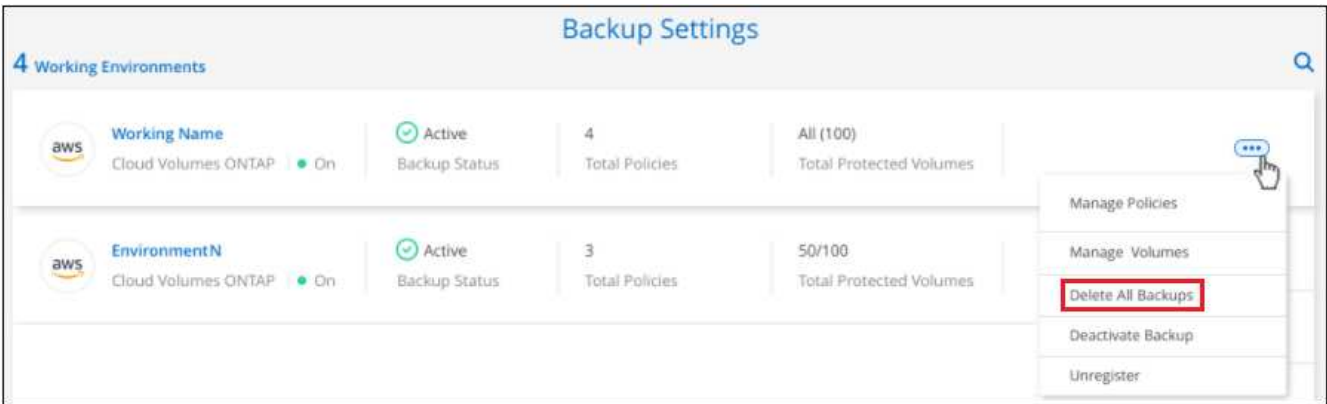 Backup Settings
4 Working Environments
aws
Working Name
Cloud Volumes ONTAP
On
Active
Backup Status
4
Total Policies
All (100)
Total Protected Volumes
Manage Policies
Manage Volumes
Delete All Backups
Deactivate Backup
Unregister
aws
EnvironmentN
Cloud Volumes ONTAP
On
Active
Backup Status
3
Total Policies
50/100
Total Protected Volumes